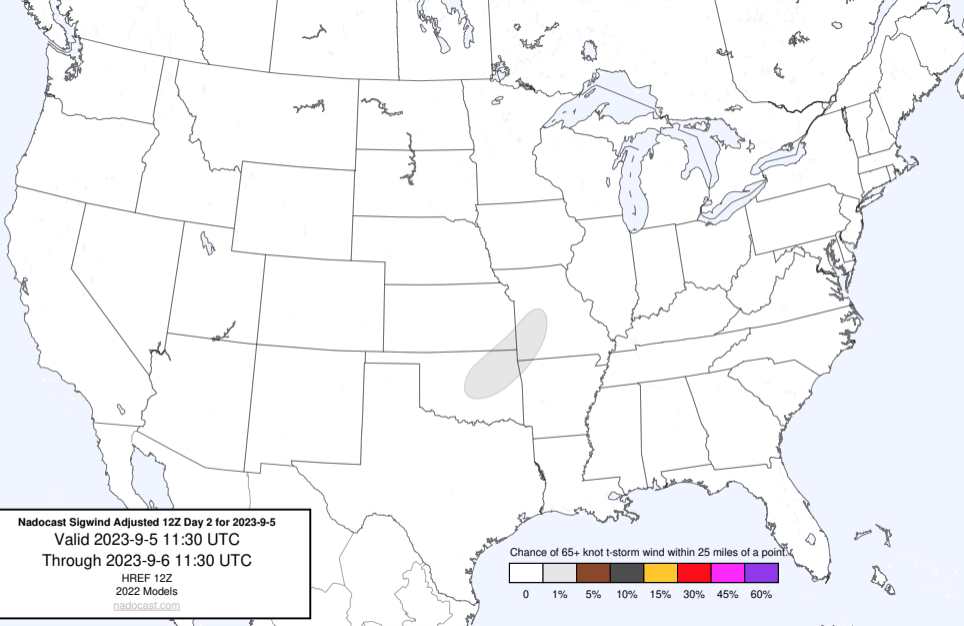 Nadocast Sigwind Adjusted 12Z Day 2 for 2023-9-5
Valid 2023-9-5 11:30 UTC
Through 2023-9-6 11:30 UTC
HREF 12Z
2022 Models
nadocast.com
Chance of 65+ knot t-storm wind within 25 miles of a point.
0 1% 5% 10% 15% 30% 45% 60%